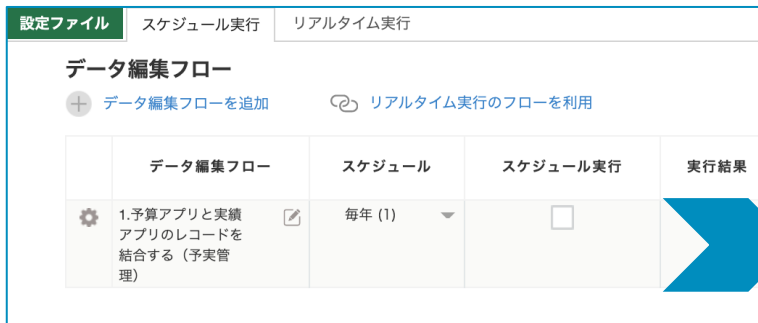 設定ファイル スケジュール実行 リアルタイム実行
データ編集フロー
データ編集フローを追加 リアルタイム実行のフローを利用
データ編集フロー スケジュール スケジュール実行 実行結果
1.予算アプリと実績 毎年 (1)
アプリのレコードを
結合する（予実管
理）